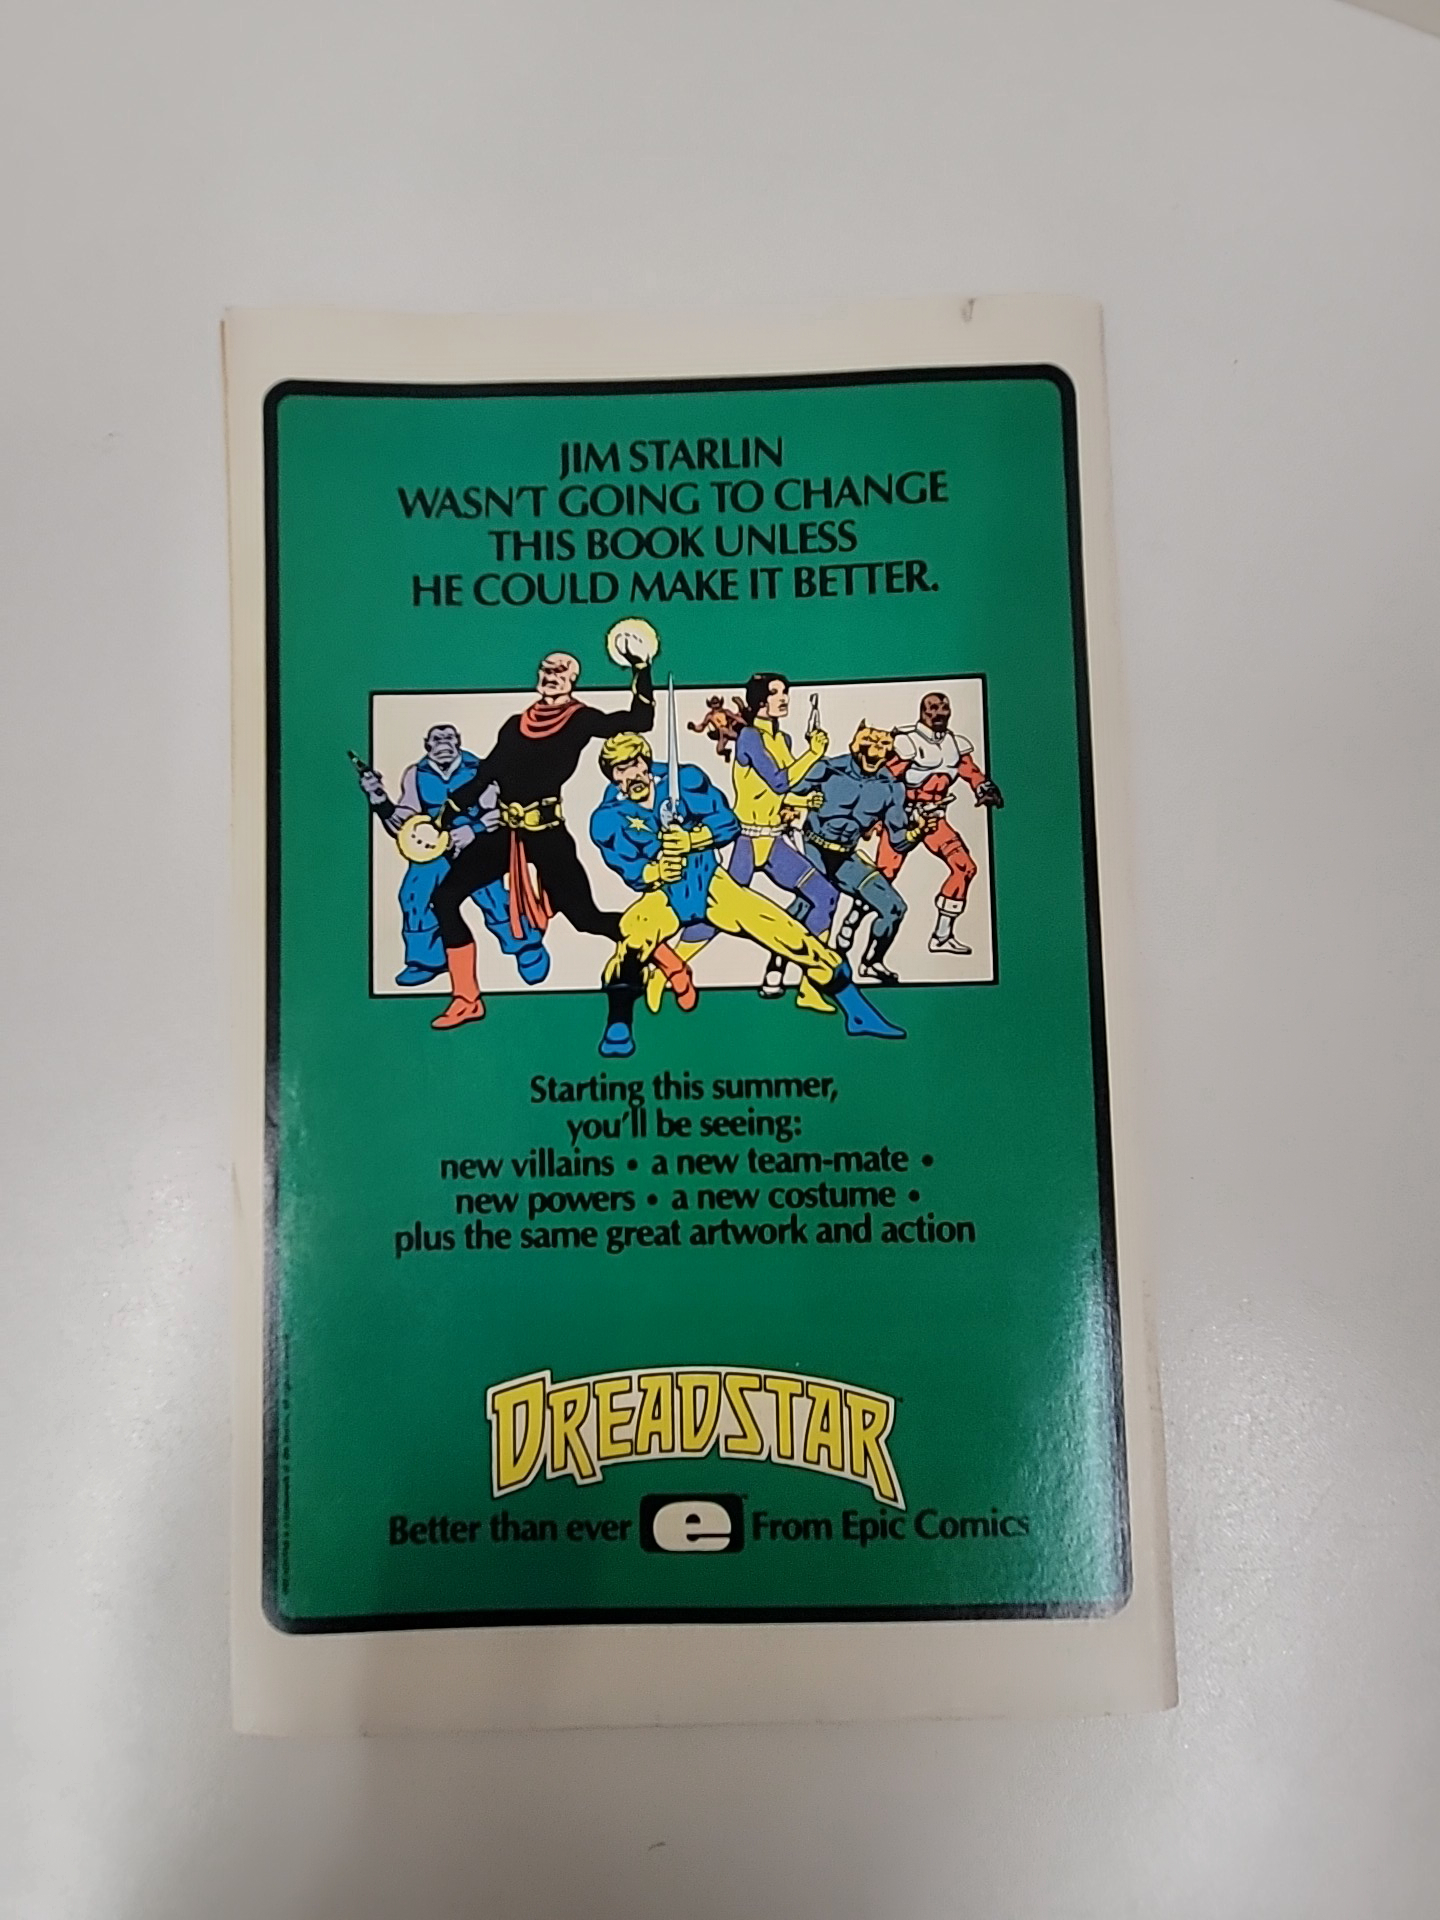 JIM STARLIN
WASN'T GOING TO CHANGE
THIS BOOK UNLESS
HE COULD MAKE IT BETTER.
Starting this summer,
you'll be seeing:
new villains • a new team-mate •
new powers • a new costume •
plus the same great artwork and action
DREADSTAR™
Better than ever e™ From Epic Comics